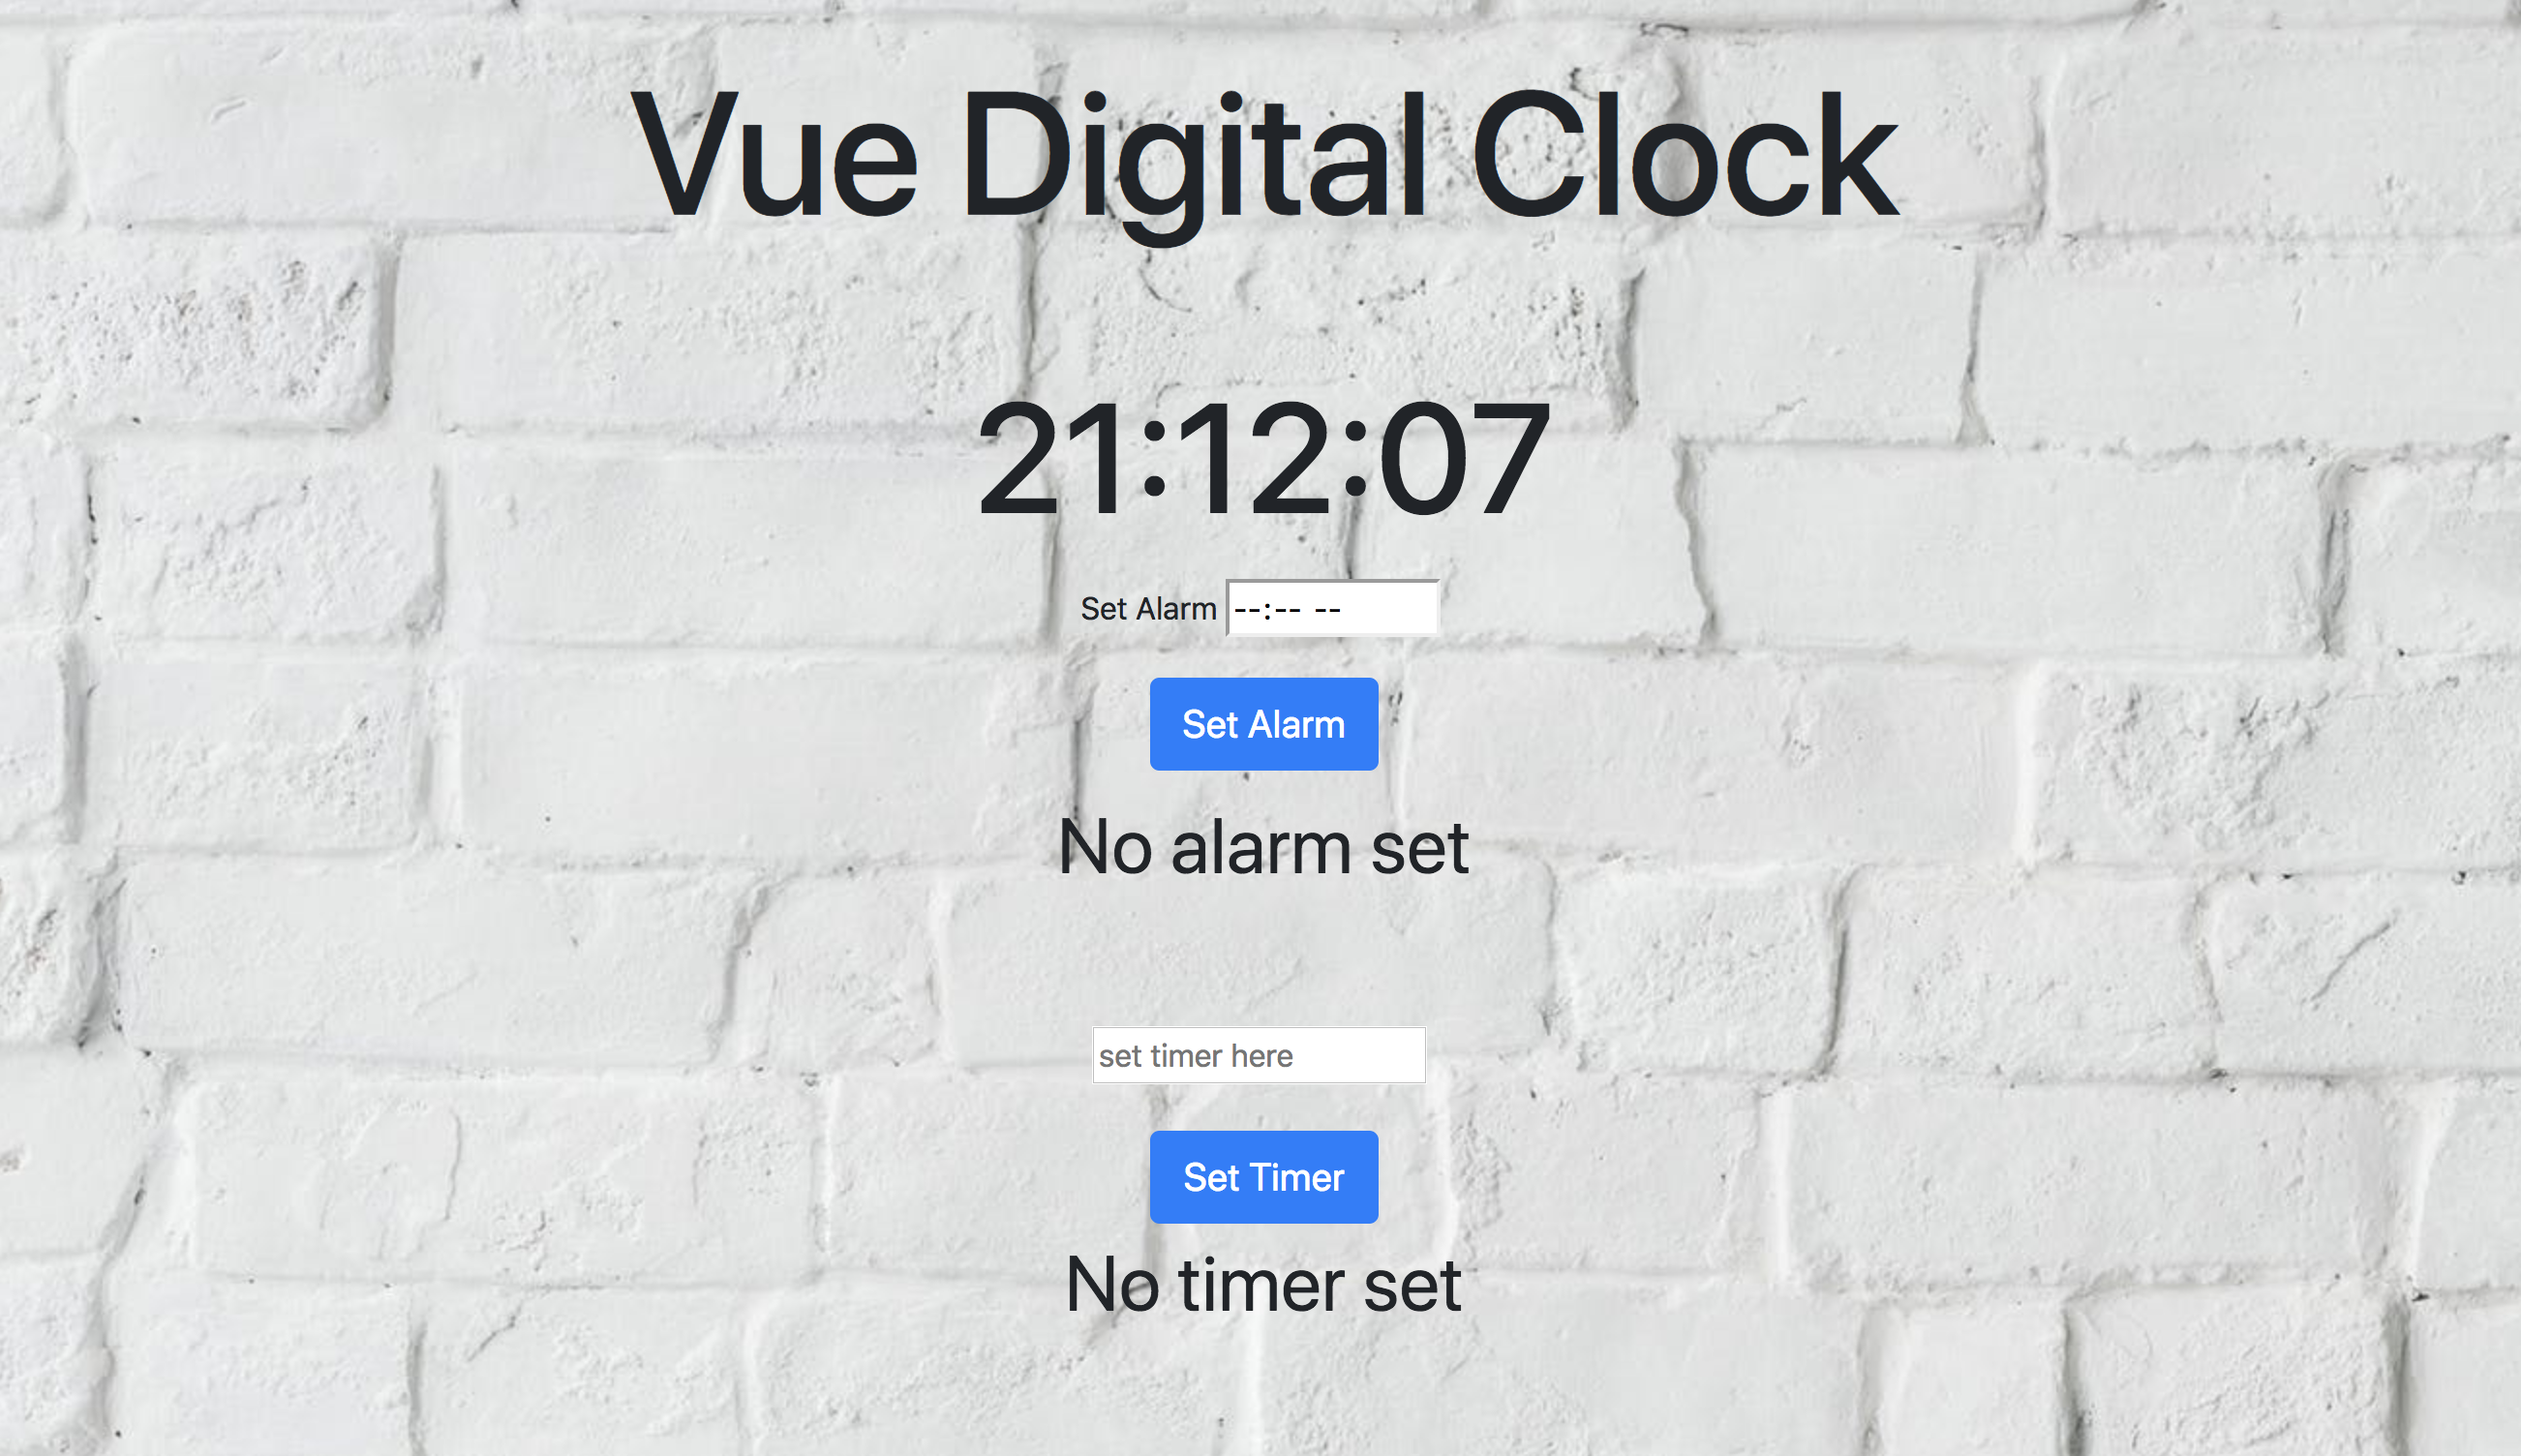 Vue Digital Clock
21:12:07
Set Alarm --:-- --
Set Alarm
No alarm set
set timer here
Set Timer
No timer set